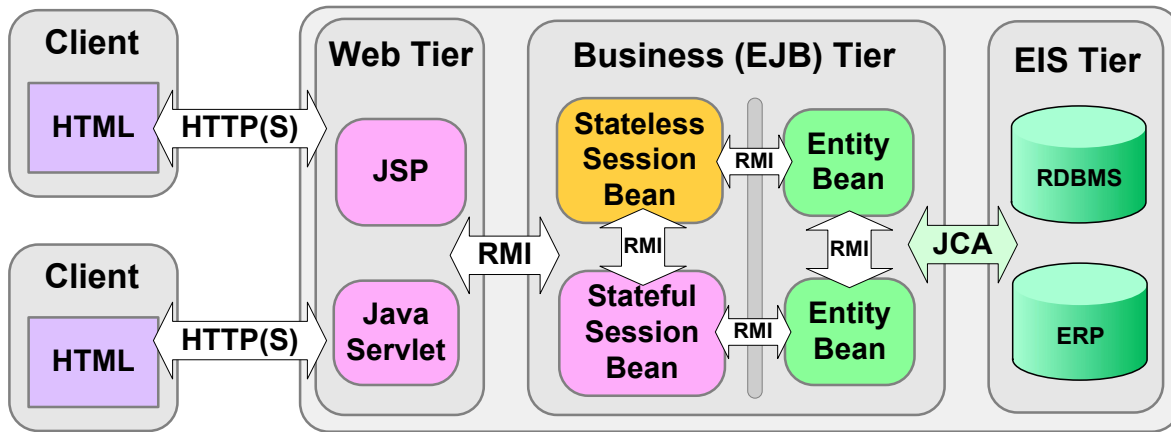 Client
HTML
HTTP(S)
Client
HTML
HTTP(S)
Web Tier
JSP
Java
Servlet
RMI
Business (EJB) Tier
Stateless
Session
Bean
RMI
Entity
Bean
RMI
RMI
Stateful
Session
Bean
RMI
Entity
Bean
JCA
EIS Tier
RDBMS
ERP